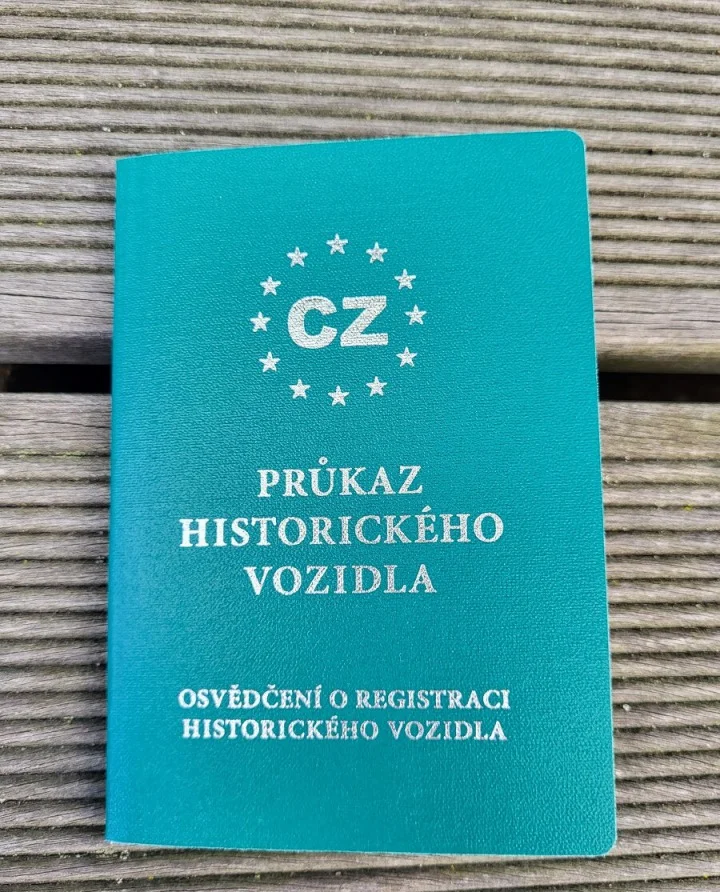 CZ
PRŮKAZ
HISTORICKÉHO
VOZIDLA
OSVĚDČENÍ O REGISTRACI
HISTORICKÉHO VOZIDLA